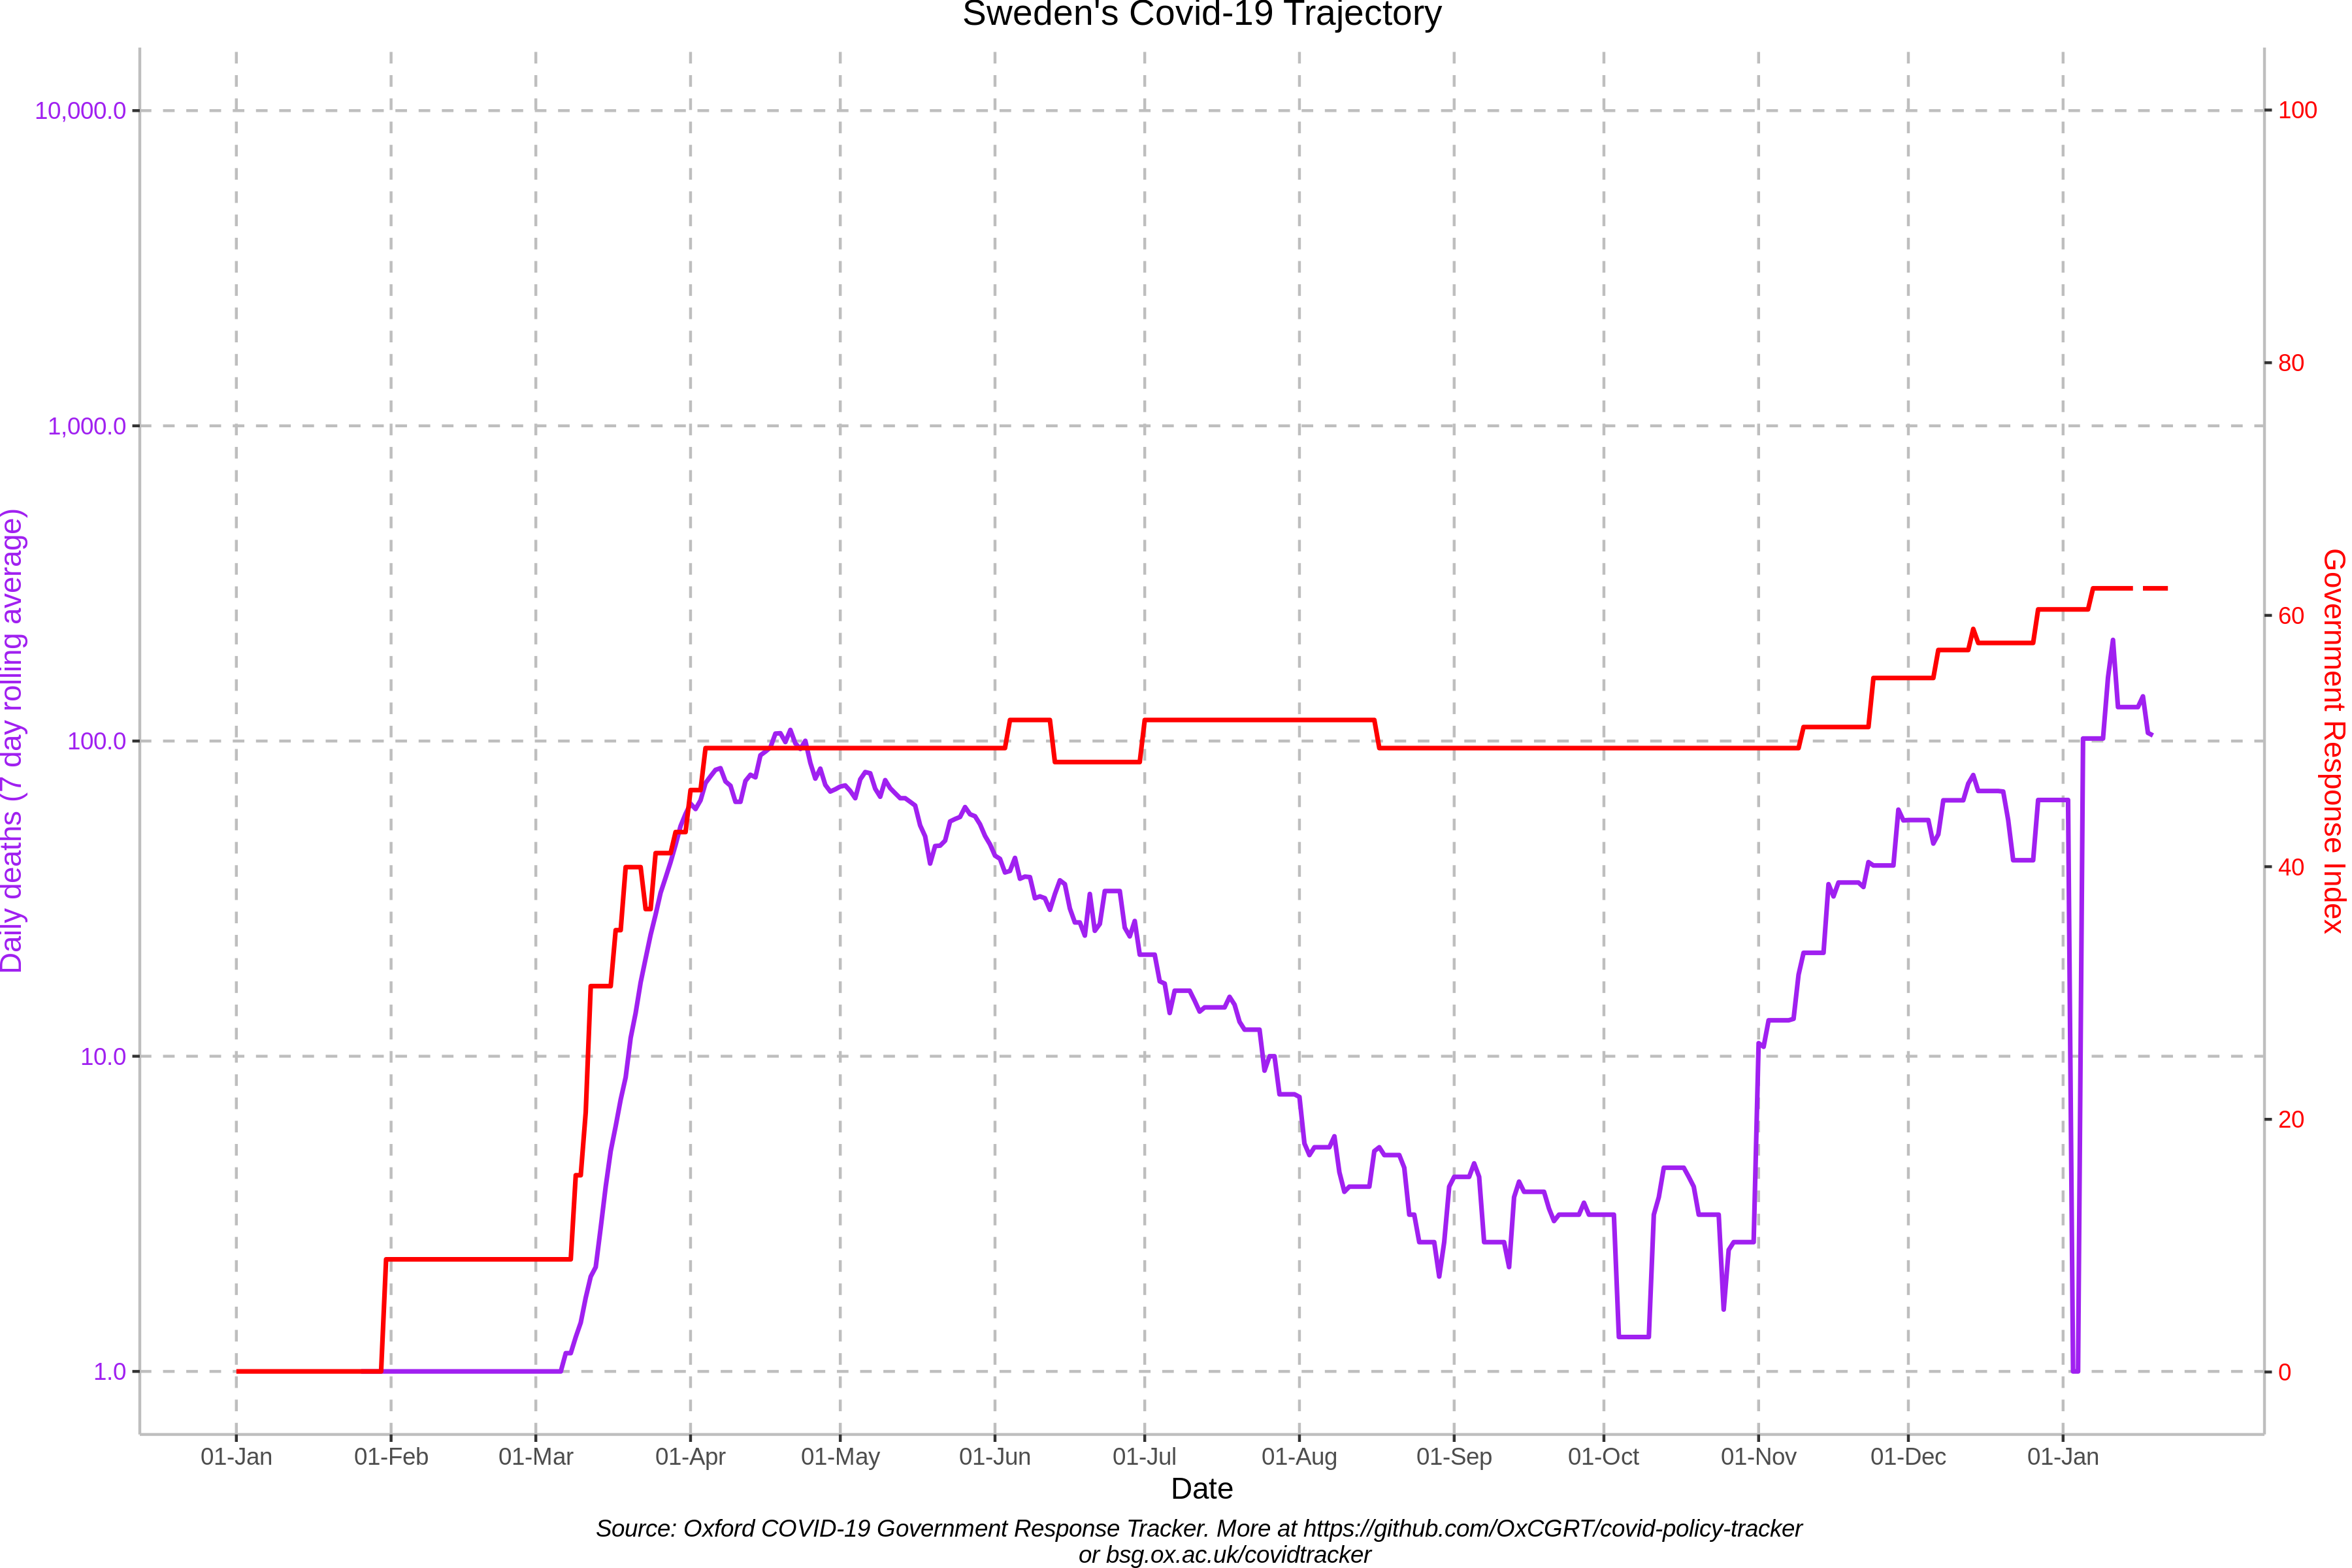 Sweden's Covid-19 Trajectory
10,000.0
1,000.0
100.0
10.0
1.0
Daily deaths (7 day rolling average)
100
80
60
40
20
0
Government Response Index
01-Jan 01-Feb 01-Mar 01-Apr 01-May 01-Jun 01-Jul 01-Aug 01-Sep 01-Oct 01-Nov 01-Dec 01-Jan
Date
Source: Oxford COVID-19 Government Response Tracker. More at https://github.com/OxCGRT/covid-policy-tracker
or bsg.ox.ac.uk/covidtracker